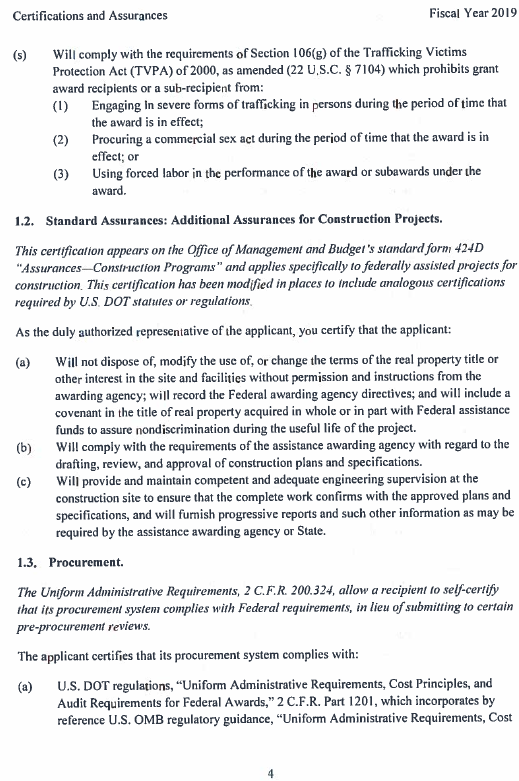 Certifications and Assurances
Fiscal Year 2019
(s) Will comply with the requirements of Section 106(g) of the Trafficking Victims
Protection Act (TVPA) of 2000, as amended (22 U.S.C. § 7104) which prohibits grant
award recipients or a sub-recipient from:
(1) Engaging in severe forms of trafficking in persons during the period of time that
the award is in effect;
(2) Procuring a commercial sex act during the period of time that the award is in
effect; or
(3) Using forced labor in the performance of the award or subawards under the
award.
1.2. Standard Assurances: Additional Assurances for Construction Projects.
This certification appears on the Office of Management and Budget's standard form 424D
"Assurances—Construction Programs" and applies specifically to federally assisted projects for
construction. This certification has been modified in places to include analogous certifications
required by U.S. DOT statutes or regulations.
As the duly authorized representative of the applicant, you certify that the applicant:
(a) Will not dispose of, modify the use of, or change the terms of the real property title or
other interest in the site and facilities without permission and instructions from the
awarding agency; will record the Federal awarding agency directives; and will include a
covenant in the title of real property acquired in whole or in part with Federal assistance
funds to assure nondiscrimination during the useful life of the project.
(b) Will comply with the requirements of the assistance awarding agency with regard to the
drafting, review, and approval of construction plans and specifications.
(c) Will provide and maintain competent and adequate engineering supervision at the
construction site to ensure that the complete work confirms with the approved plans and
specifications, and will furnish progressive reports and such other information as may be
required by the assistance awarding agency or State.
1.3. Procurement.
The Uniform Administrative Requirements, 2 C.F.R. 200.324, allow a recipient to self-certify
that its procurement system complies with Federal requirements, in lieu of submitting to certain
pre-procurement reviews.
The applicant certifies that its procurement system complies with:
(a) U.S. DOT regulations, "Uniform Administrative Requirements, Cost Principles, and
Audit Requirements for Federal Awards," 2 C.F.R. Part 1201, which incorporates by
reference U.S. OMB regulatory guidance, "Uniform Administrative Requirements, Cost
4